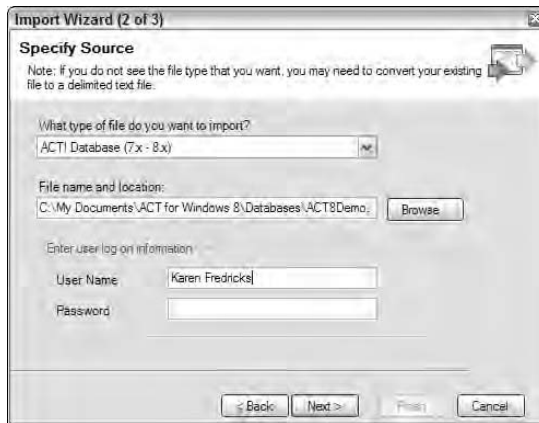 Import Wizard (2 of 3)
Specify Source
Note: If you do not see the file type that you want, you may need to convert your existing
file to a delimited text file.
What type of file do you want to import?
ACT! Database (7.x - 8.x)
File name and location:
C:\My Documents\ACT for Windows 8\Databases\ACT8Demo.
Browse
Enter user log on information
User Name
Karen Fredricks
Password
< Back
Next >
Finish
Cancel